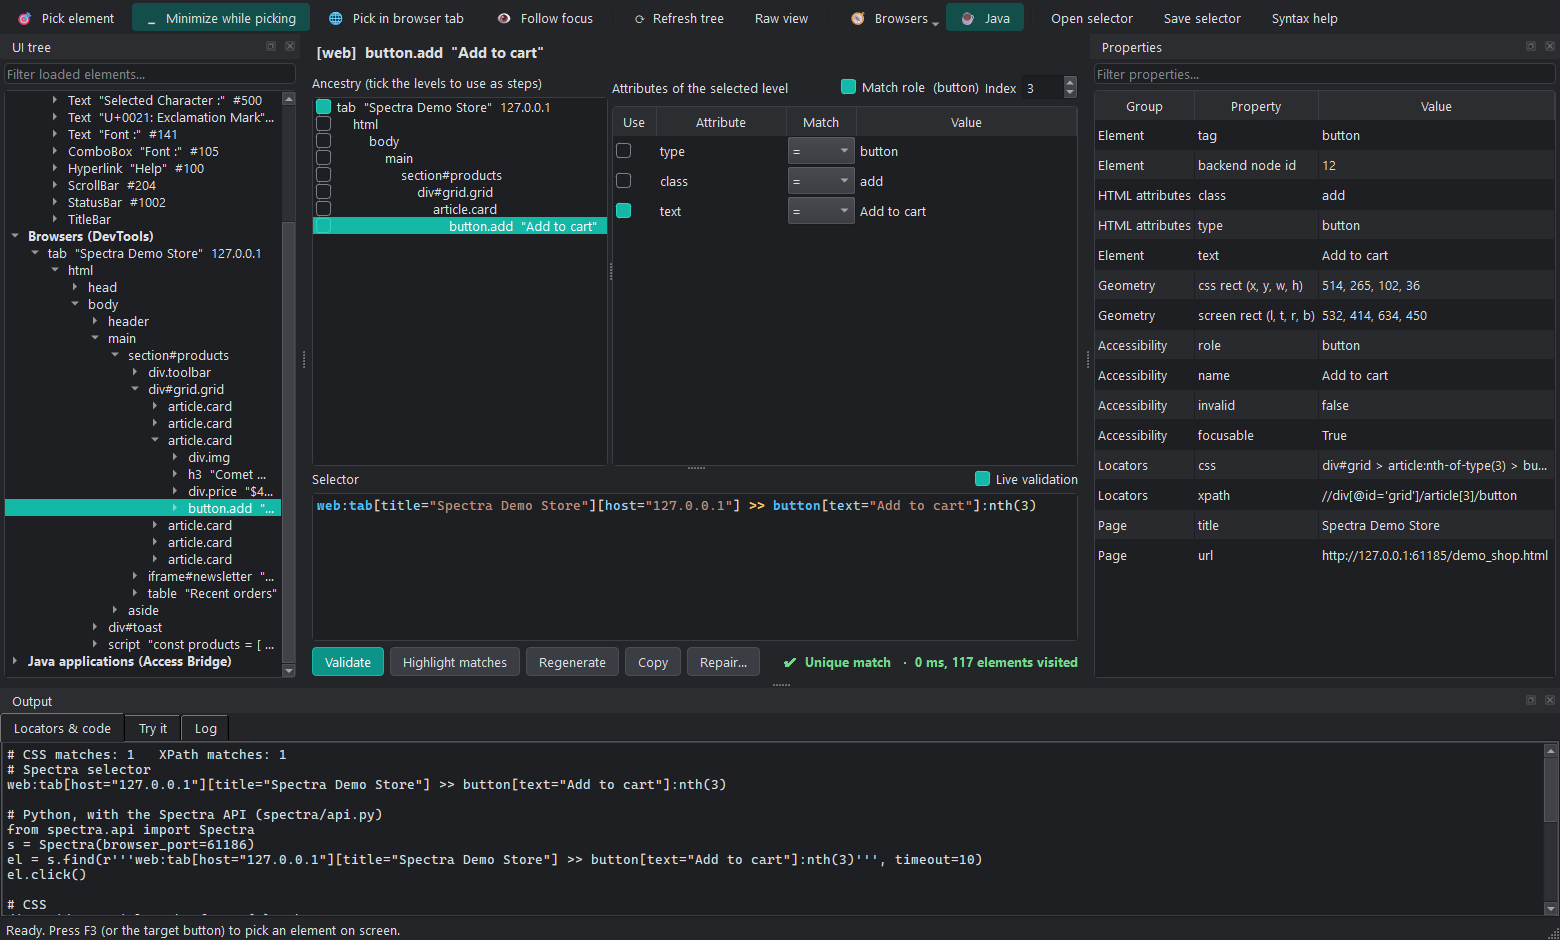 Pick element
_ Minimize while picking
Pick in browser tab
Follow focus
Refresh tree
Raw view
Browsers
Java
Open selector
Save selector
Syntax help
UI tree
Filter loaded elements...
Text "Selected Character :" #500
Text "U+0021: Exclamation Mark"...
Text "Font :" #141
ComboBox "Font :" #105
Hyperlink "Help" #100
ScrollBar #204
StatusBar #1002
TitleBar
Browsers (DevTools)
tab "Spectra Demo Store" 127.0.0.1
html
head
body
header
main
section#products
div.toolbar
div#grid.grid
article.card
article.card
article.card
div.img
h3 "Comet ...
div.price "$4...
button.add "...
article.card
article.card
article.card
iframe#newsletter "...
table "Recent orders"
aside
div#toast
script "const products = [ ...
Java applications (Access Bridge)
[web] button.add "Add to cart"
Ancestry (tick the levels to use as steps)
tab "Spectra Demo Store" 127.0.0.1
html
body
main
section#products
div#grid.grid
article.card
button.add "Add to cart"
Attributes of the selected level
Match role (button) Index 3
Use Attribute Match Value
type = button
class = add
text = Add to cart
Selector
Live validation
web:tab[title="Spectra Demo Store"][host="127.0.0.1"] >> button[text="Add to cart"]:nth(3)
Validate
Highlight matches
Regenerate
Copy
Repair...
✔ Unique match · 0 ms, 117 elements visited
Properties
Filter properties...
Group Property Value
Element tag button
Element backend node id 12
HTML attributes class add
HTML attributes type button
Element text Add to cart
Geometry css rect (x, y, w, h) 514, 265, 102, 36
Geometry screen rect (l, t, r, b) 532, 414, 634, 450
Accessibility role button
Accessibility name Add to cart
Accessibility invalid false
Accessibility focusable True
Locators css div#grid > article:nth-of-type(3) > bu...
Locators xpath //div[@id='grid']/article[3]/button
Page title Spectra Demo Store
Page url http://127.0.0.1:61185/demo_shop.html
Output
Locators & code
Try it
Log
# CSS matches: 1 XPath matches: 1
# Spectra selector
web:tab[host="127.0.0.1"][title="Spectra Demo Store"] >> button[text="Add to cart"]:nth(3)
# Python, with the Spectra API (spectra/api.py)
from spectra.api import Spectra
s = Spectra(browser_port=61186)
el = s.find(r'''web:tab[host="127.0.0.1"][title="Spectra Demo Store"] >> button[text="Add to cart"]:nth(3)''', timeout=10)
el.click()
# CSS
Ready. Press F3 (or the target button) to pick an element on screen.